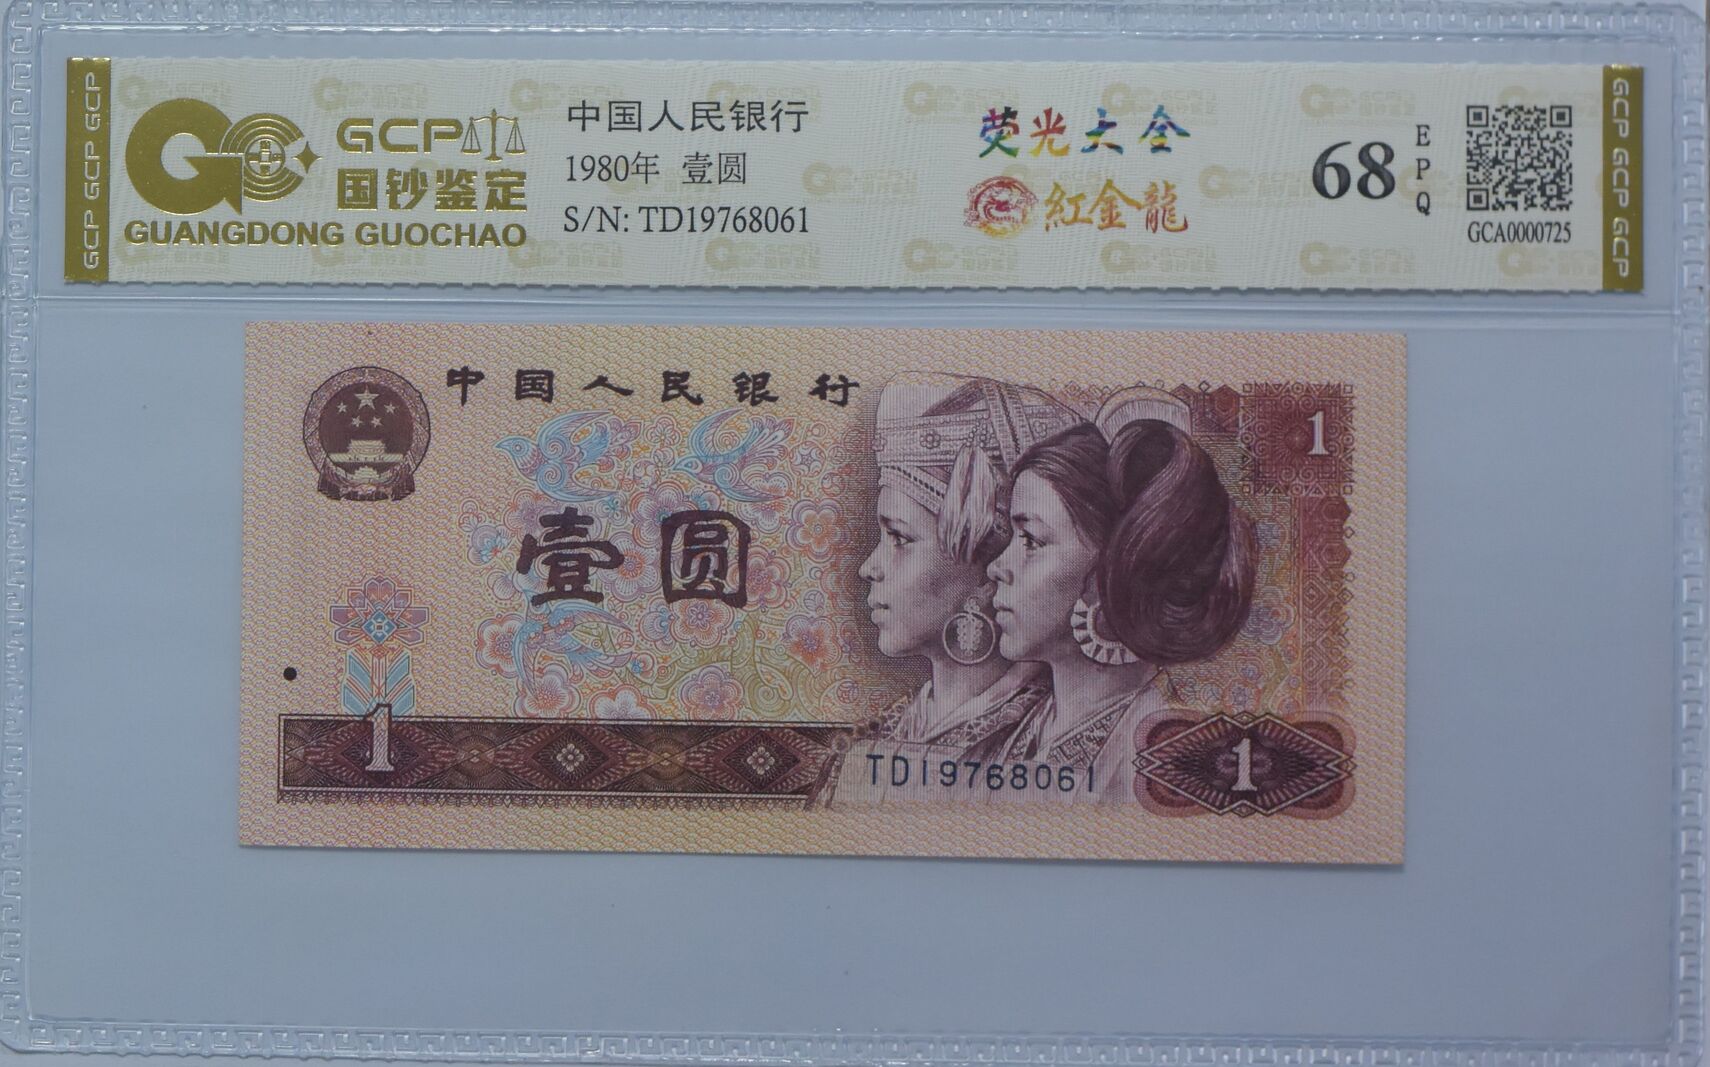 GCP GCP GCP
GCP
国钞鉴定
GUANGDONG GUOCHAO
中国人民银行
1980年 壹圆
S/N: TD19768061
荧光大全
紅金龍
68
EPQ
GCA0000725
GCP GCP GCP
中国人民银行
1
壹圆
1
TD19768061
1